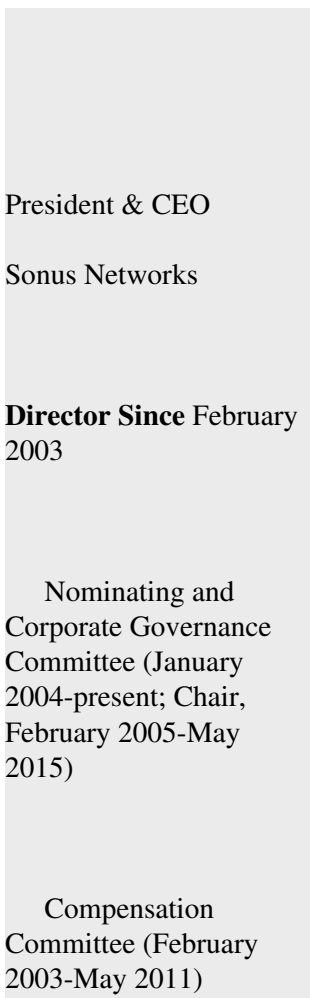 President & CEO
Sonus Networks
Director Since February
2003
Nominating and
Corporate Governance
Committee (January
2004-present; Chair,
February 2005-May
2015)
Compensation
Committee (February
2003-May 2011)